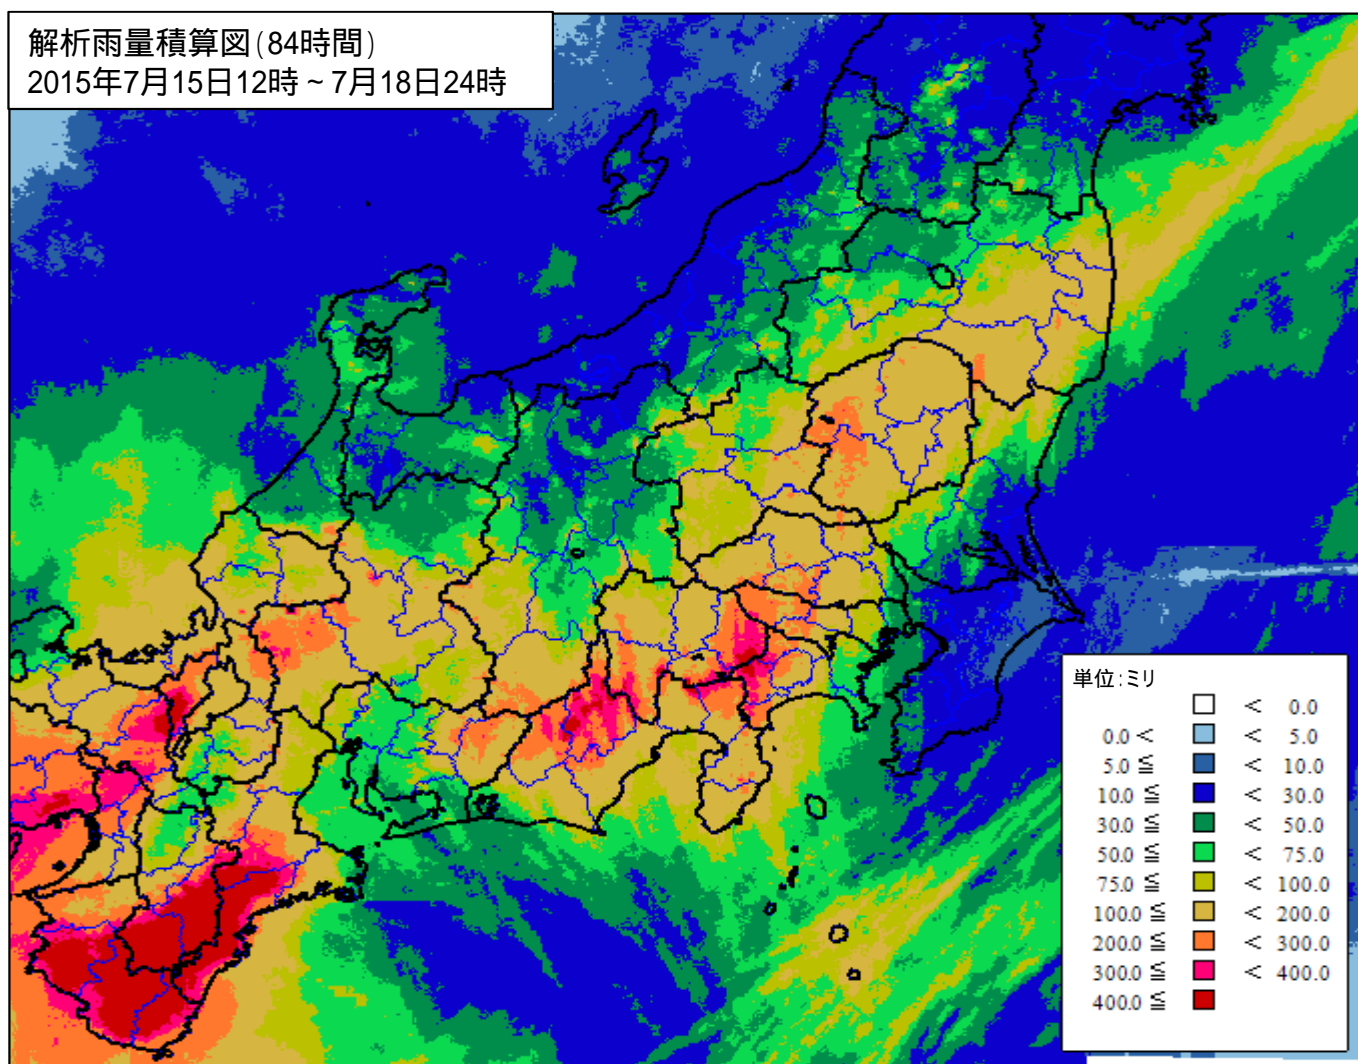 解析雨量積算図(84時間)
2015年7月15日12時~7月18日24時
単位:ミリ
< 0.0
0.0 < < 5.0
5.0 ≦ < 10.0
10.0 ≦ < 30.0
30.0 ≦ < 50.0
50.0 ≦ < 75.0
75.0 ≦ < 100.0
100.0 ≦ < 200.0
200.0 ≦ < 300.0
300.0 ≦ < 400.0
400.0 ≦